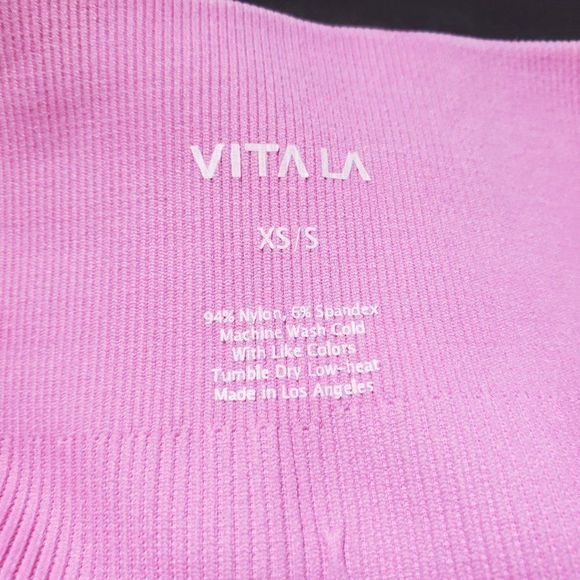 VITA LA
XS/S
94% Nylon, 6% Spandex
Machine Wash Cold
With Like Colors
Tumble Dry Low-heat
Made in Los Angeles